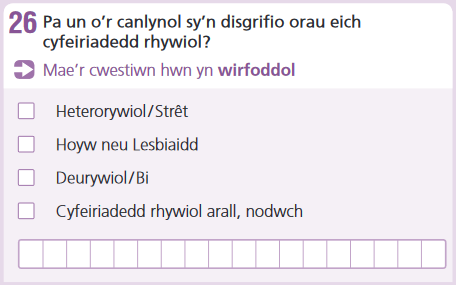 26 Pa un o'r canlynol sy'n disgrifio orau eich
cyfeiriadedd rhywiol?
Mae'r cwestiwn hwn yn wirfoddol
Heterorywiol/Strêt
Hoyw neu Lesbiaidd
Deurywiol/Bi
Cyfeiriadedd rhywiol arall, nodwch